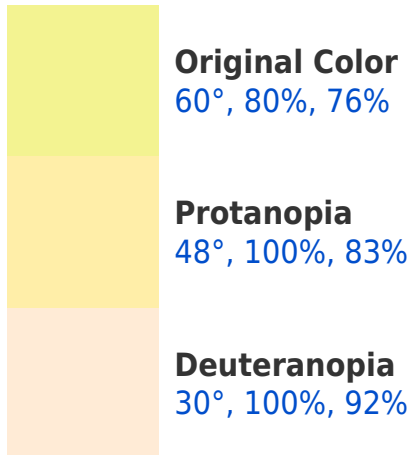 Original Color
60°, 80%, 76%
Protanopia
48°, 100%, 83%
Deuteranopia
30°, 100%, 92%